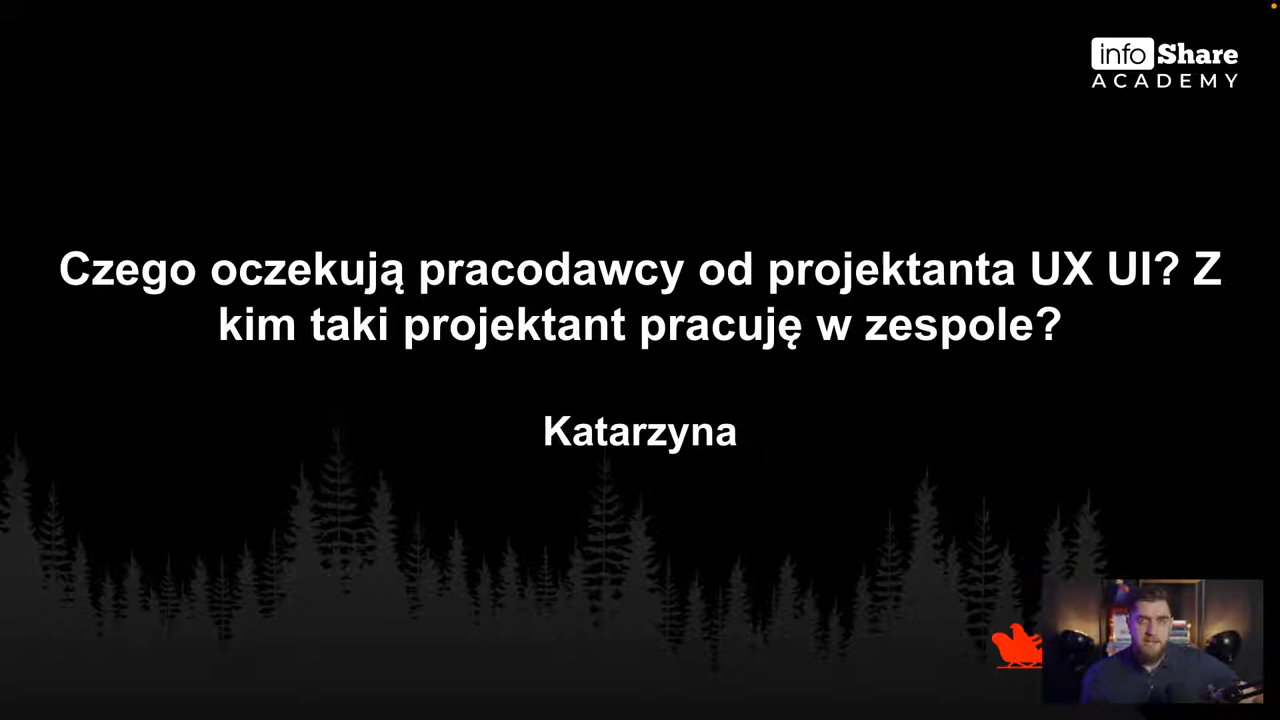 info Share
ACADEMY
Czego oczekują pracodawcy od projektanta UX UI? Z
kim taki projektant pracuję w zespole?
Katarzyna